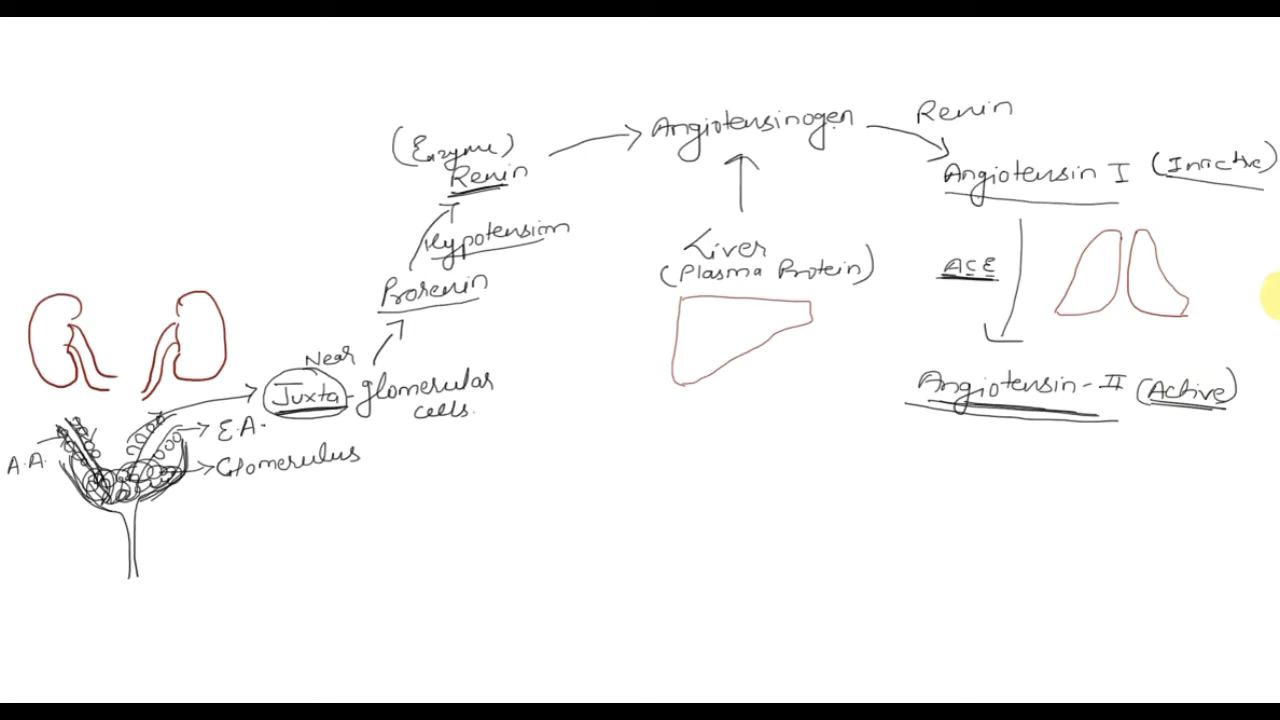 (Enzyme)
Renin
Hypotension
Prorenin
Near
Juxta-glomerular
cells.
A.A.
E.A.
Glomerulus
Angiotensinogen
Liver
(Plasma Protein)
Renin
Angiotensin I (Inactive)
ACE
Angiotensin-II (Active)